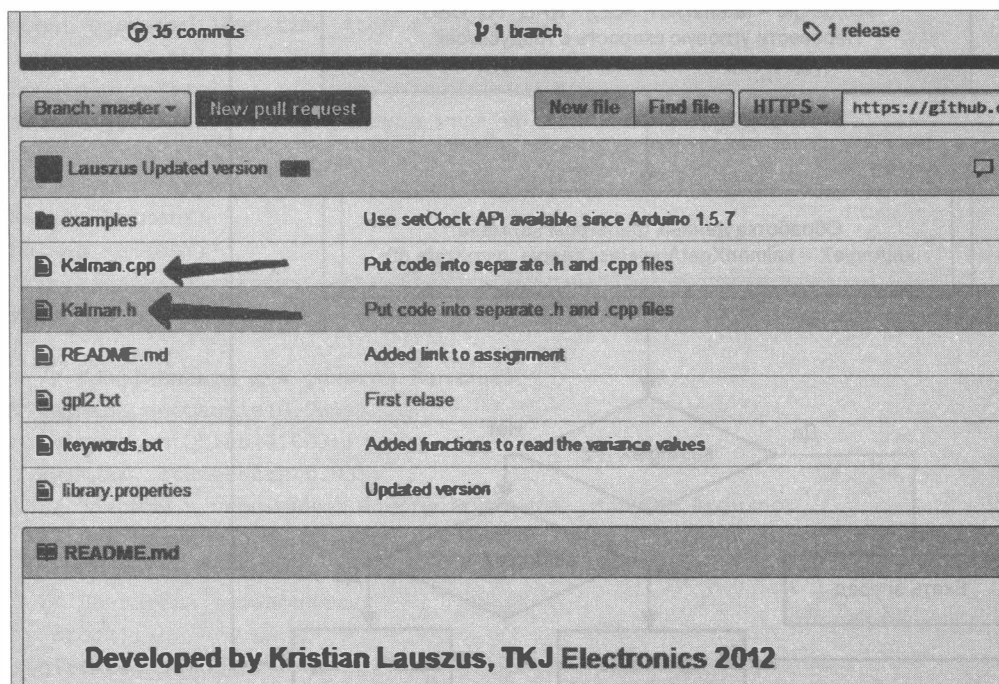 35 commits 1 branch 1 release
Branch: master New pull request New file Find file HTTPS https://github.c
Lauszus Updated version
examples Use setClock API available since Arduino 1.5.7
Kalman.cpp Put code into separate .h and .cpp files
Kalman.h Put code into separate .h and .cpp files
README.md Added link to assignment
gpl2.txt First relase
keywords.txt Added functions to read the variance values
library.properties Updated version
README.md
Developed by Kristian Lauszus, TKJ Electronics 2012